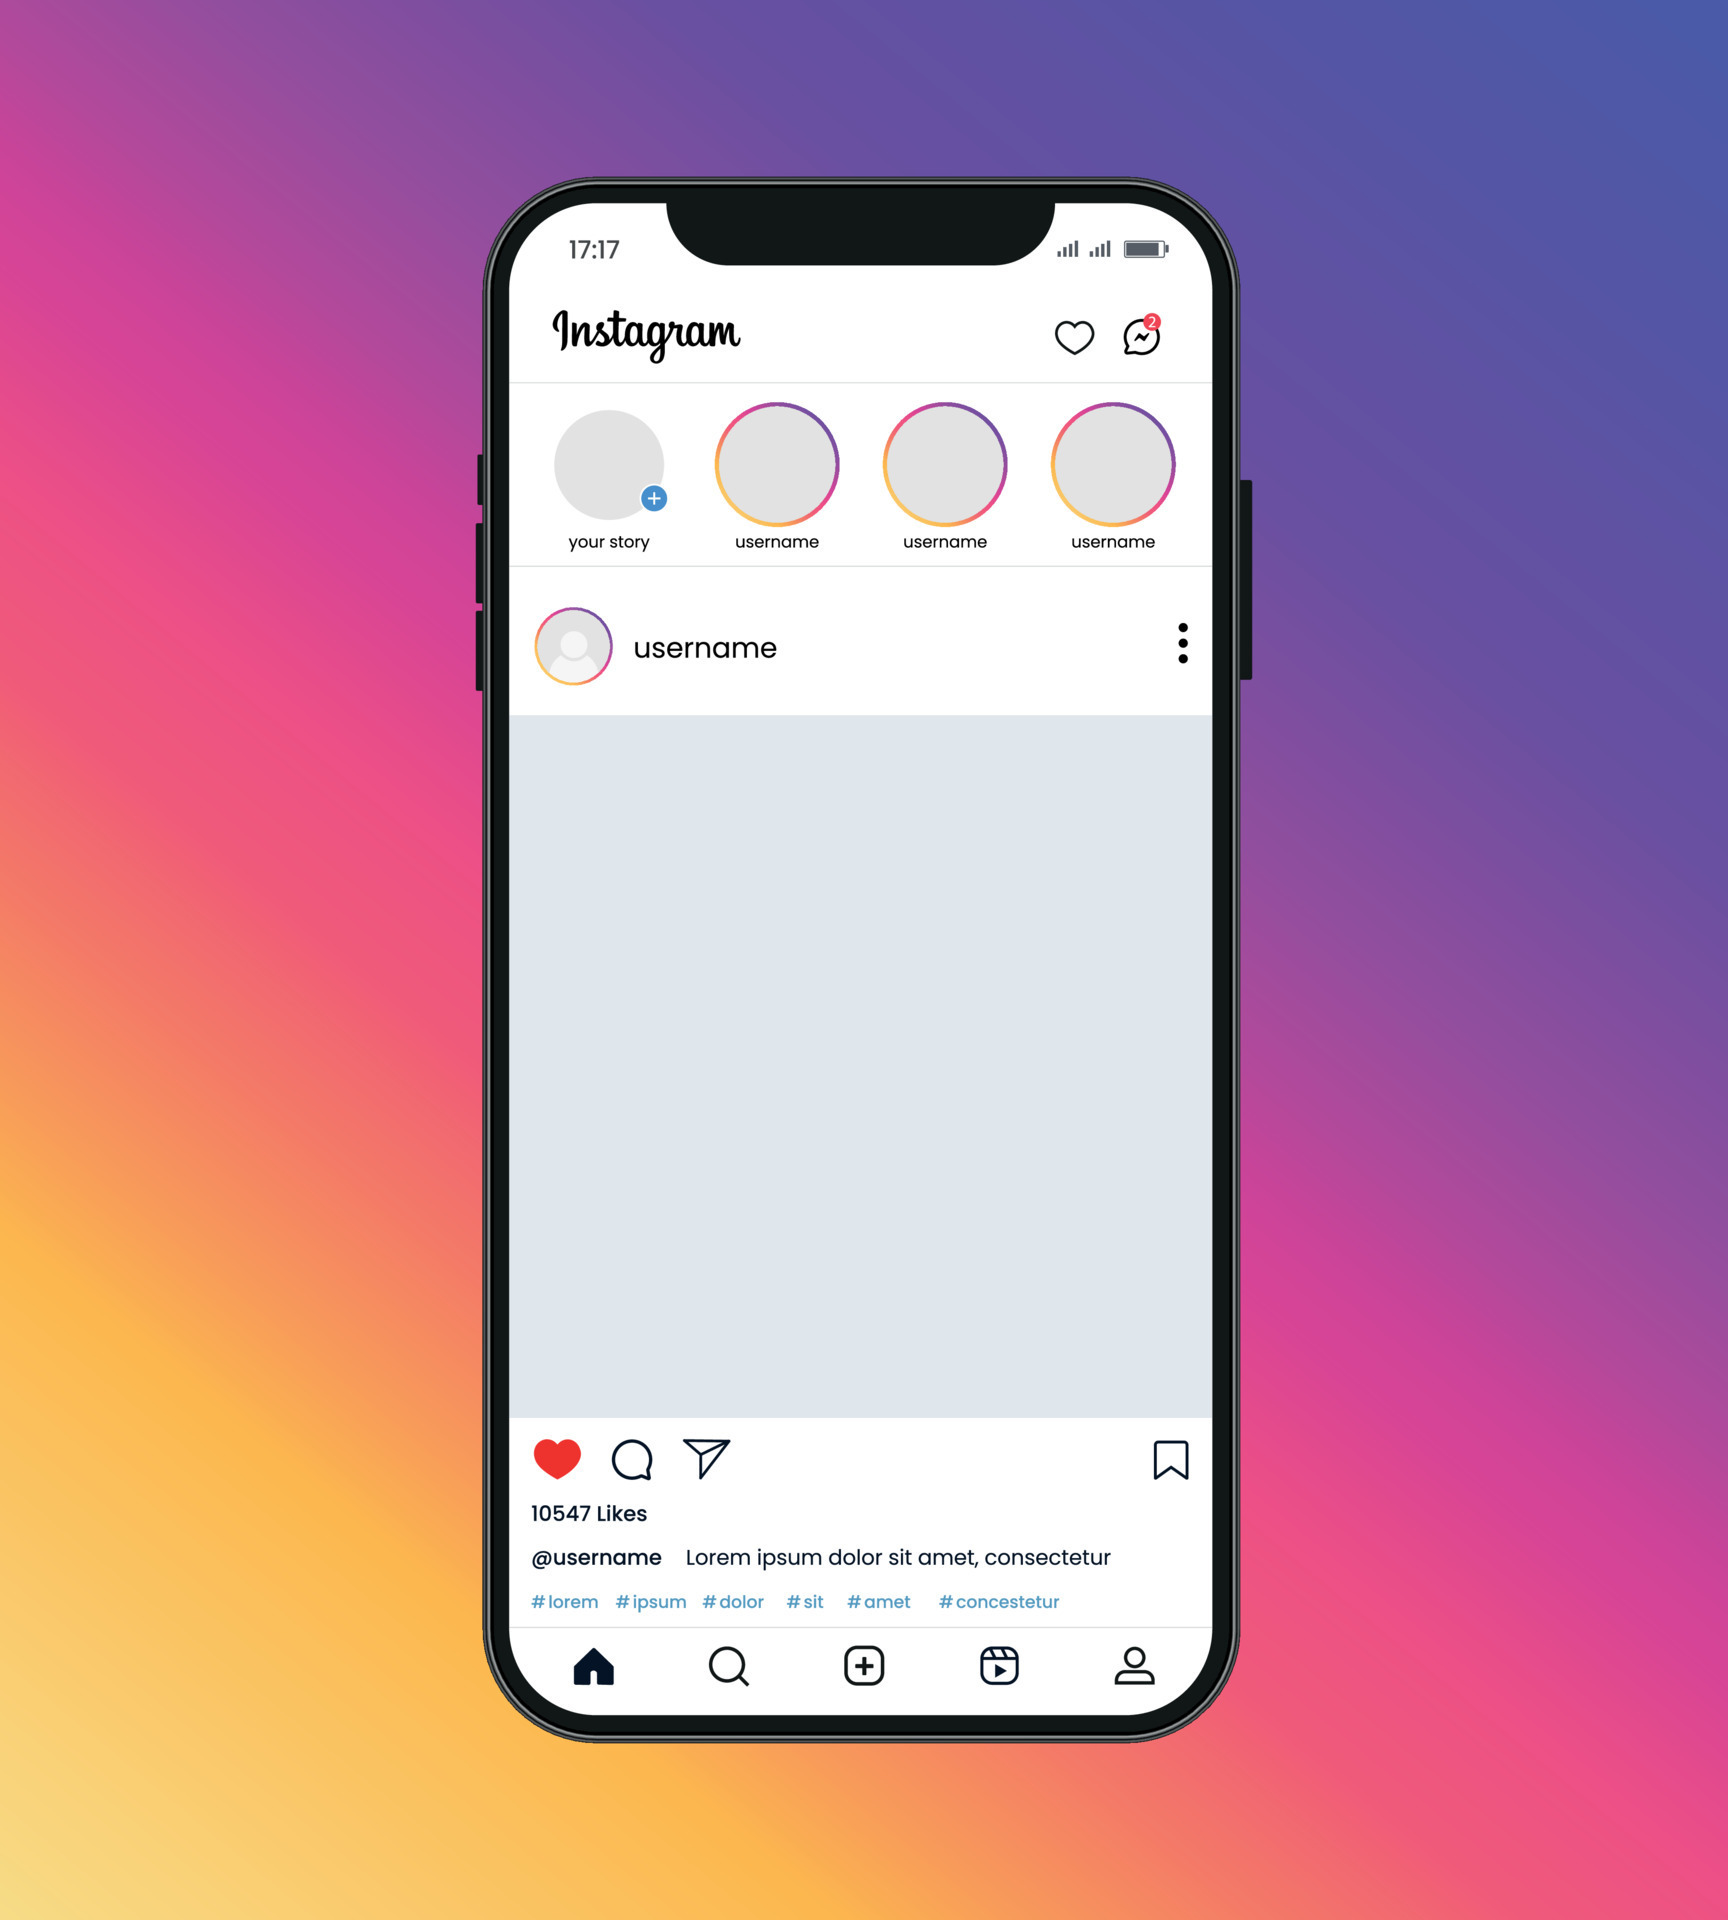 17:17
Instagram
2
your story username username username
username
10547 Likes
@username Lorem ipsum dolor sit amet, consectetur
#lorem #ipsum #dolor #sit #amet #concestetur